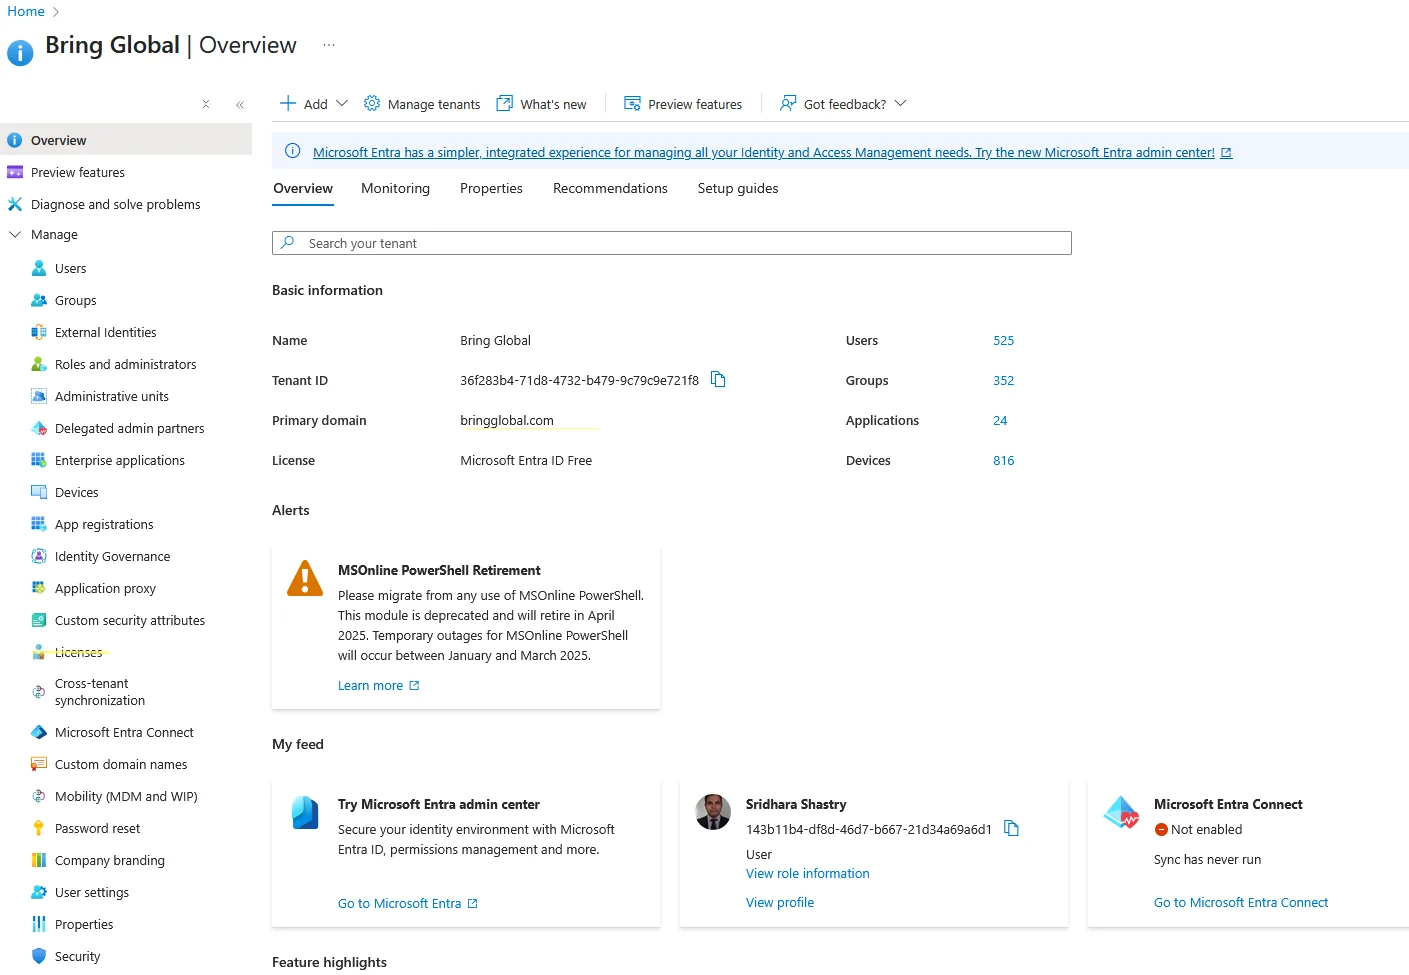 Home
Bring Global | Overview
Add
Manage tenants
What's new
Preview features
Got feedback?
Overview
Preview features
Diagnose and solve problems
Manage
Users
Groups
External Identities
Roles and administrators
Administrative units
Delegated admin partners
Enterprise applications
Devices
App registrations
Identity Governance
Application proxy
Custom security attributes
Licenses
Cross-tenant
synchronization
Microsoft Entra Connect
Custom domain names
Mobility (MDM and WIP)
Password reset
Company branding
User settings
Properties
Security
Microsoft Entra has a simpler, integrated experience for managing all your Identity and Access Management needs. Try the new Microsoft Entra admin center!
Overview Monitoring Properties Recommendations Setup guides
Search your tenant
Basic information
Name Bring Global Users 525
Tenant ID 36f283b4-71d8-4732-b479-9c79c9e721f8 Groups 352
Primary domain bringglobal.com Applications 24
License Microsoft Entra ID Free Devices 816
Alerts
MSOnline PowerShell Retirement
Please migrate from any use of MSOnline PowerShell.
This module is deprecated and will retire in April
2025. Temporary outages for MSOnline PowerShell
will occur between January and March 2025.
Learn more
My feed
Try Microsoft Entra admin center
Secure your identity environment with Microsoft
Entra ID, permissions management and more.
Go to Microsoft Entra
Sridhara Shastry
143b11b4-df8d-46d7-b667-21d34a69a6d1
User
View role information
View profile
Microsoft Entra Connect
Not enabled
Sync has never run
Go to Microsoft Entra Connect
Feature highlights